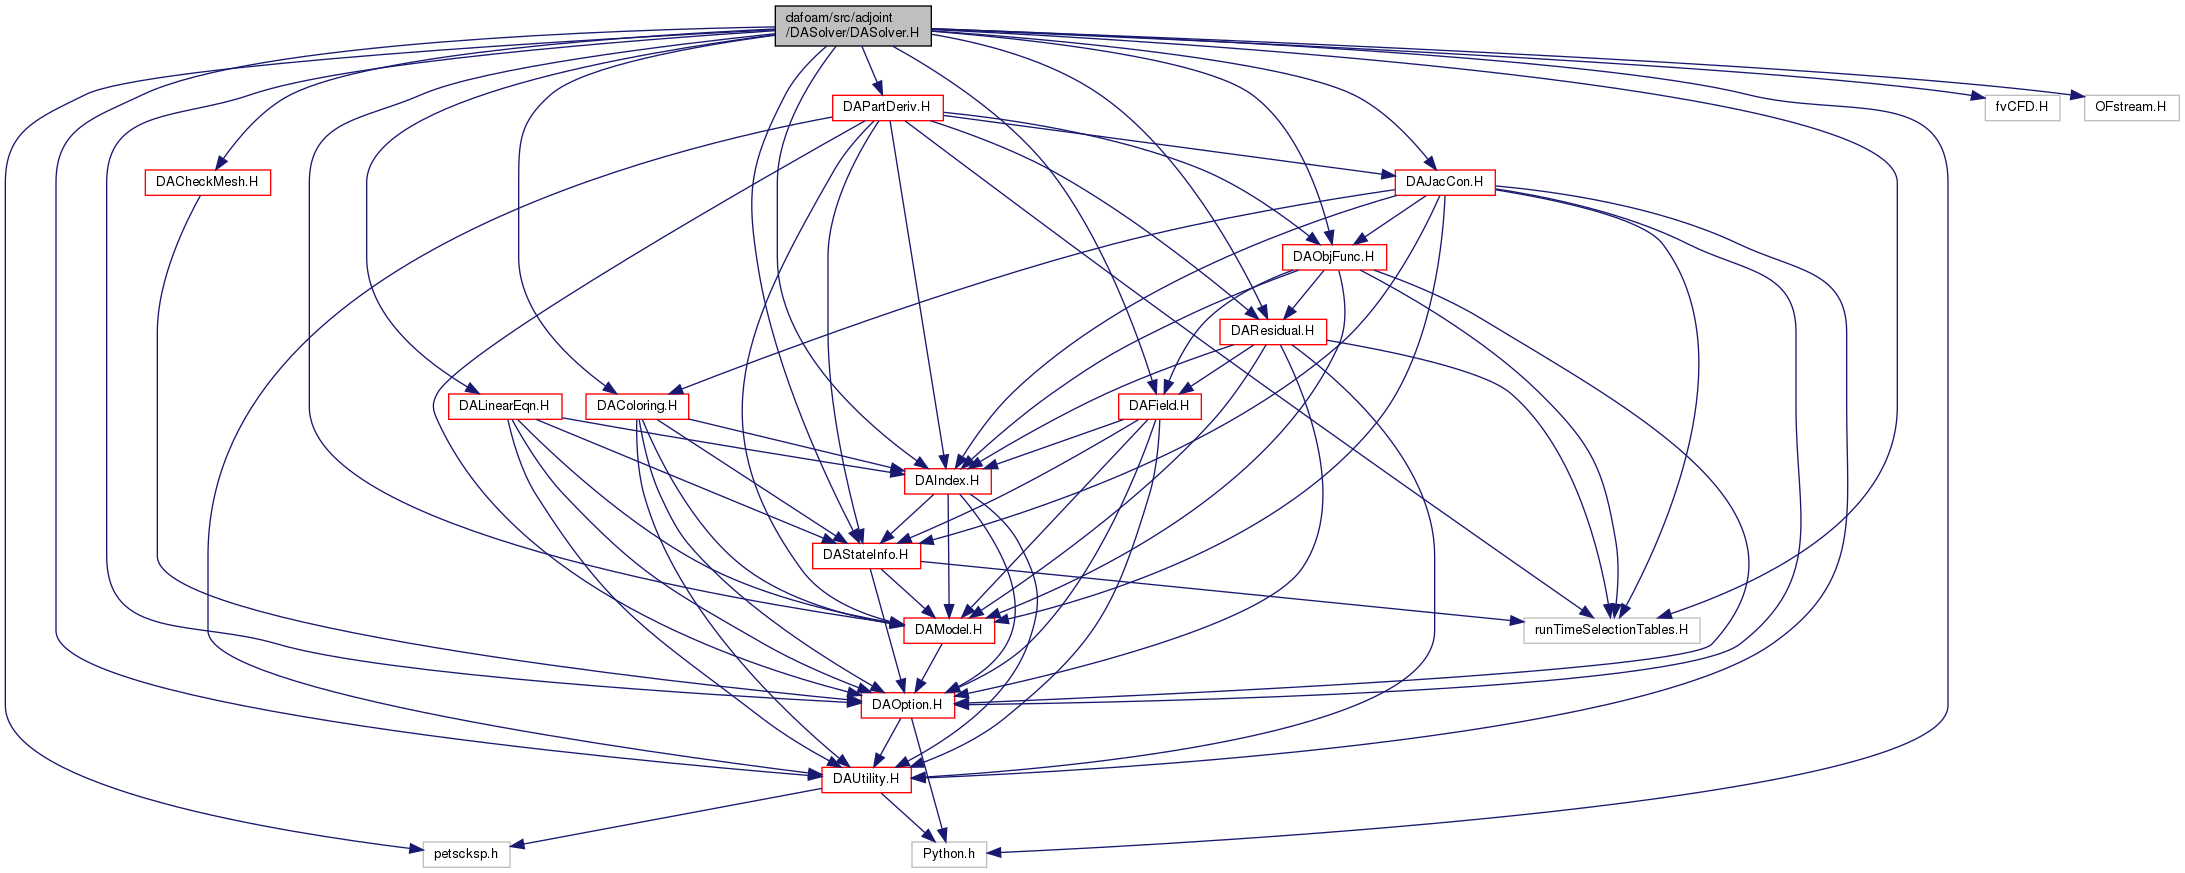 dafoam/src/adjoint
/DASolver/DASolver.H
DAPartDeriv.H
fvCFD.H
OFstream.H
DACheckMesh.H
DAJacCon.H
DAObjFunc.H
DAResidual.H
DALinearEqn.H
DAColoring.H
DAField.H
DAIndex.H
DAStateInfo.H
DAModel.H
runTimeSelectionTables.H
DAOption.H
DAUtility.H
petscksp.h
Python.h